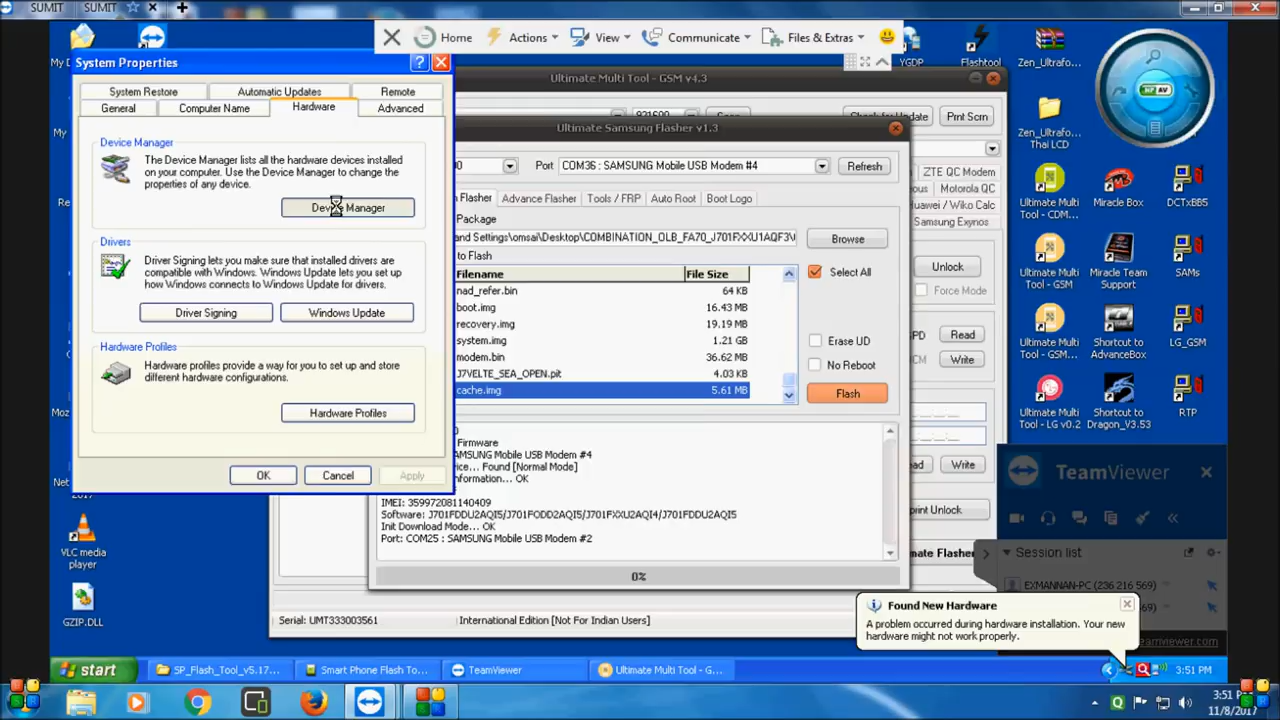 SUMIT
SUMIT
Home
Actions
View
Communicate
Files & Extras
System Properties
System Restore
Automatic Updates
Remote
General
Computer Name
Hardware
Advanced
Device Manager
The Device Manager lists all the hardware devices installed
on your computer. Use the Device Manager to change the
properties of any device.
Device Manager
Drivers
Driver Signing lets you make sure that installed drivers are
compatible with Windows. Windows Update lets you set up
how Windows connects to Windows Update for drivers.
Driver Signing
Windows Update
Hardware Profiles
Hardware profiles provide a way for you to set up and store
different hardware configurations.
Hardware Profiles
OK
Cancel
Apply
Ultimate Multi Tool - GSM v4.3
Check for Update
Prnt Scrn
Ultimate Samsung Flasher v1.3
Port
COM36 : SAMSUNG Mobile USB Modem #4
Refresh
Flasher
Advance Flasher
Tools / FRP
Auto Root
Boot Logo
Package
and Settings\omsai\Desktop\COMBINATION_OLB_FA70_J701FXXU1AQF3\
Browse
to Flash
Filename
File Size
Select All
nad_refer.bin
64 KB
boot.img
16.43 MB
recovery.img
19.19 MB
system.img
1.21 GB
modem.bin
36.62 MB
J7VELTE_SEA_OPEN.pit
4.03 KB
cache.img
5.61 MB
Erase UD
No Reboot
Flash
Firmware
SAMSUNG Mobile USB Modem #4
Found [Normal Mode]
OK
IMEI: 359972081140409
Software: J701FDDU2AQI5/J701FODD2AQI5/J701FXXU2AQI4/J701FDDU2AQI5
Init Download Mode... OK
Port: COM25 : SAMSUNG Mobile USB Modem #2
0%
Serial: UMT333003561
International Edition [Not For Indian Users]
ZTE QC Modem
Motorola QC
Huawei / Wiko Calc
Samsung Exynos
Unlock
Force Mode
Read
Write
Write
YGDP
Flashtool
Zen_Ultrafo...
Zen_Ultrafo...
Thai LCD
Ultimate
Multi Tool -
GSM...
Miracle Box
DCTxBB5
Ultimate
Multi Tool -
GSM
Miracle Team
Support
SAMs
Ultimate
Multi Tool -
GSM...
Shortcut to
AdvanceBox
LG_GSM
Ultimate
Multi Tool
- LG v0.2
Shortcut to
Dragon_V3.53
RTP
TeamViewer
Session list
EXMANNAN-PC (236 216 569)
Found New Hardware
A problem occurred during hardware installation. Your new
hardware might not work properly.
VLC media
player
GZIP.DLL
start
SP_Flash_Tool_v5.17...
Smart Phone Flash To...
TeamViewer
Ultimate Multi Tool - G...
3:51 PM
3:51 PM
11/8/2017